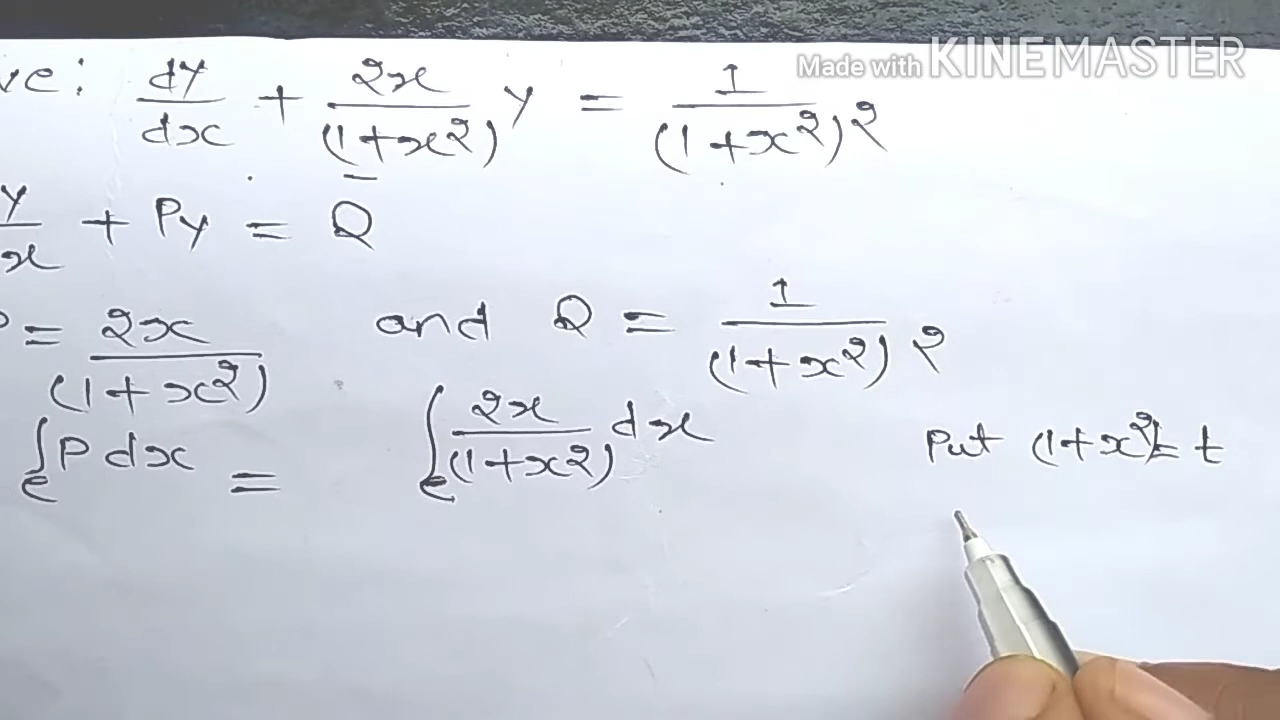 Made with KINEMASTER
ve: dy/dx + 2x/(1+x²) y = 1/(1+x²)²
y/x + Py = Q
P = 2x/(1+x²) and Q = 1/(1+x²)²
e^∫P dx = e^∫2x/(1+x²) dx Put (1+x²) = t